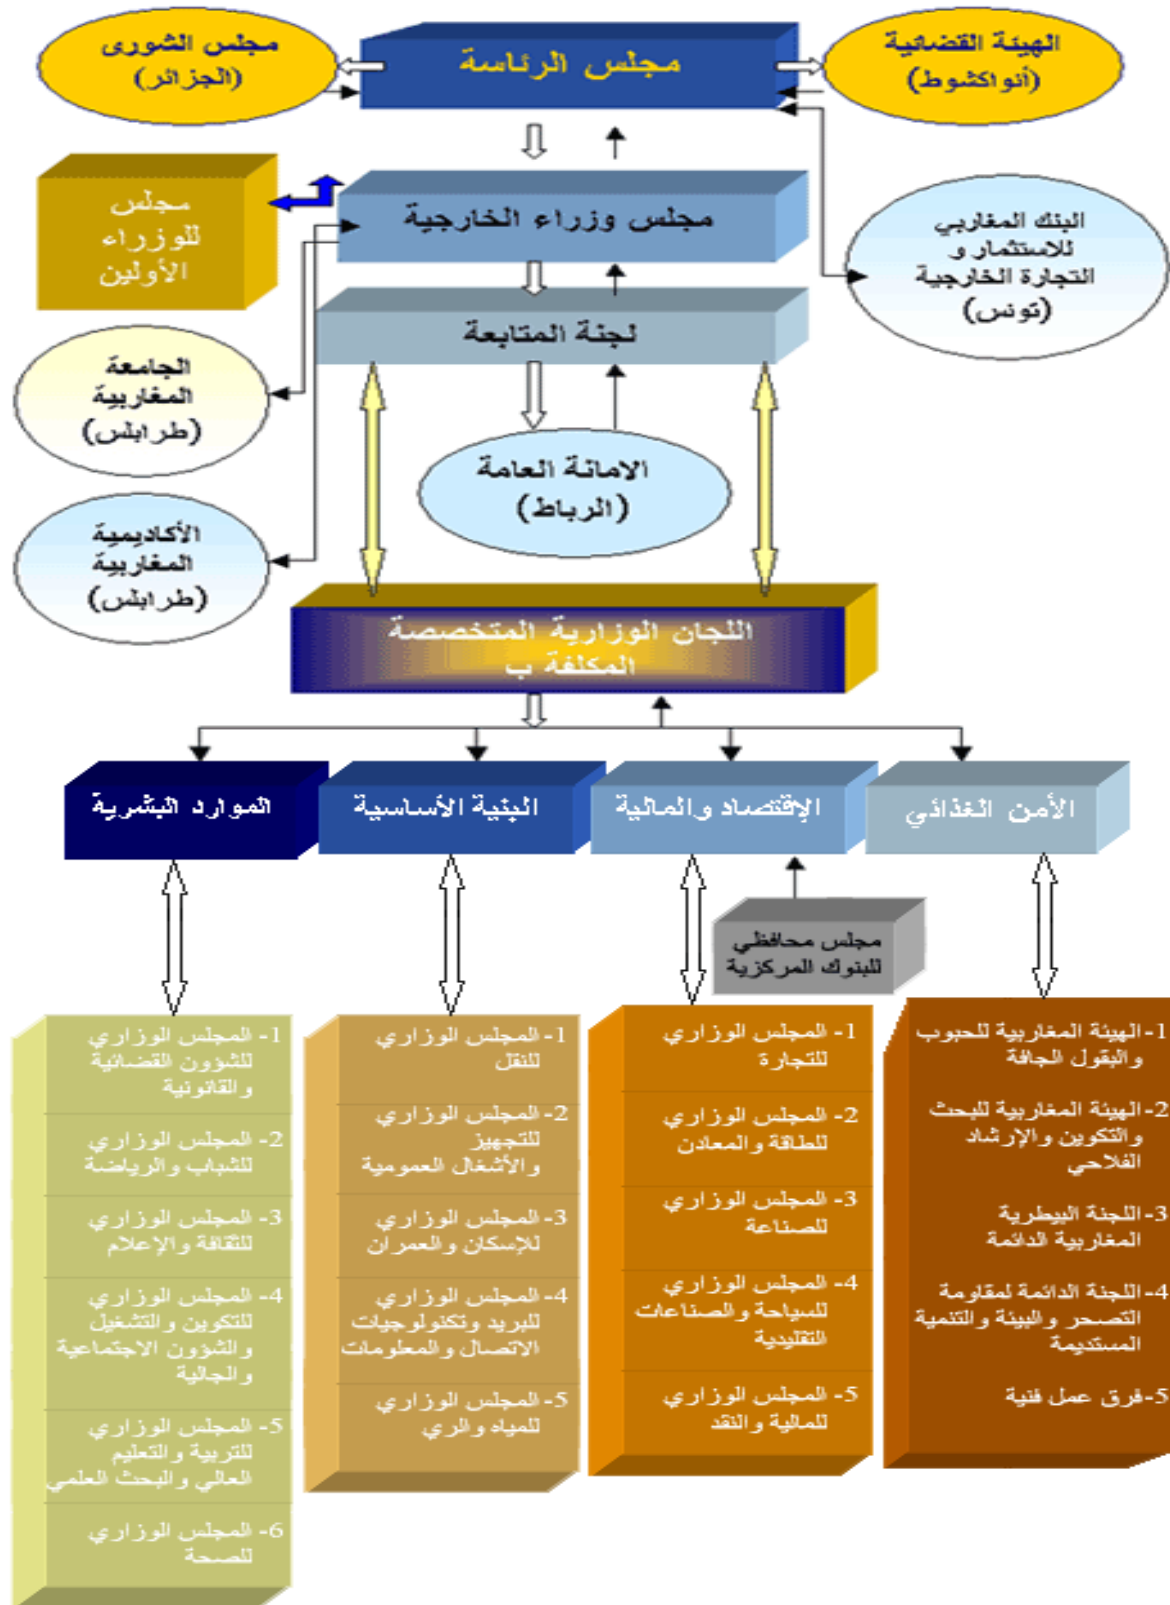 الهيئة القضائية
(أنواكشوط)
مجلس الرئاسة
مجلس الشورى
(الجزائر)
مجلس
للوزراء
الأولين
مجلس وزراء الخارجية
البنك المغاربي
للاستثمار و
التجارة الخارجية
(تونس)
لجنة المتابعة
الجامعة
المغاربية
(طرابلس)
الامانة العامة
(الرباط)
الأكاديمية
المغاربية
(طرابلس)
اللجان الوزارية المتخصصة
المكلفة ب
الأمن الغذائي
الإقتصاد والمالية
البنية الأساسية
الموارد البشرية
مجلس محافظي
للبنوك المركزية
1- الهيئة المغاربية للحبوب
والبقول الجافة
2- الهيئة المغاربية للبحث
والتكوين والإرشاد
الفلاحي
3- اللجنة البيطرية
المغاربية الدائمة
4- اللجنة الدائمة لمقاومة
التصحر والبيئة والتنمية
المستديمة
5- فرق عمل فنية
1- المجلس الوزاري
للتجارة
2- المجلس الوزاري
للطاقة والمعادن
3- المجلس الوزاري
للصناعة
4- المجلس الوزاري
للسياحة والصناعات
التقليدية
5- المجلس الوزاري
للمالية والنقد
1- المجلس الوزاري
للنقل
2- المجلس الوزاري
للتجهيز
والأشغال العمومية
3- المجلس الوزاري
للإسكان والعمران
4- المجلس الوزاري
للبريد وتكنولوجيات
الاتصال والمعلومات
5- المجلس الوزاري
للمياه والري
1- المجلس الوزاري
للشؤون القضائية
والقانونية
2- المجلس الوزاري
للشباب والرياضة
3- المجلس الوزاري
للثقافة والإعلام
4- المجلس الوزاري
للتكوين والتشغيل
والشؤون الاجتماعية
والجالية
5- المجلس الوزاري
للتربية والتعليم
العالي والبحث العلمي
6- المجلس الوزاري
للصحة